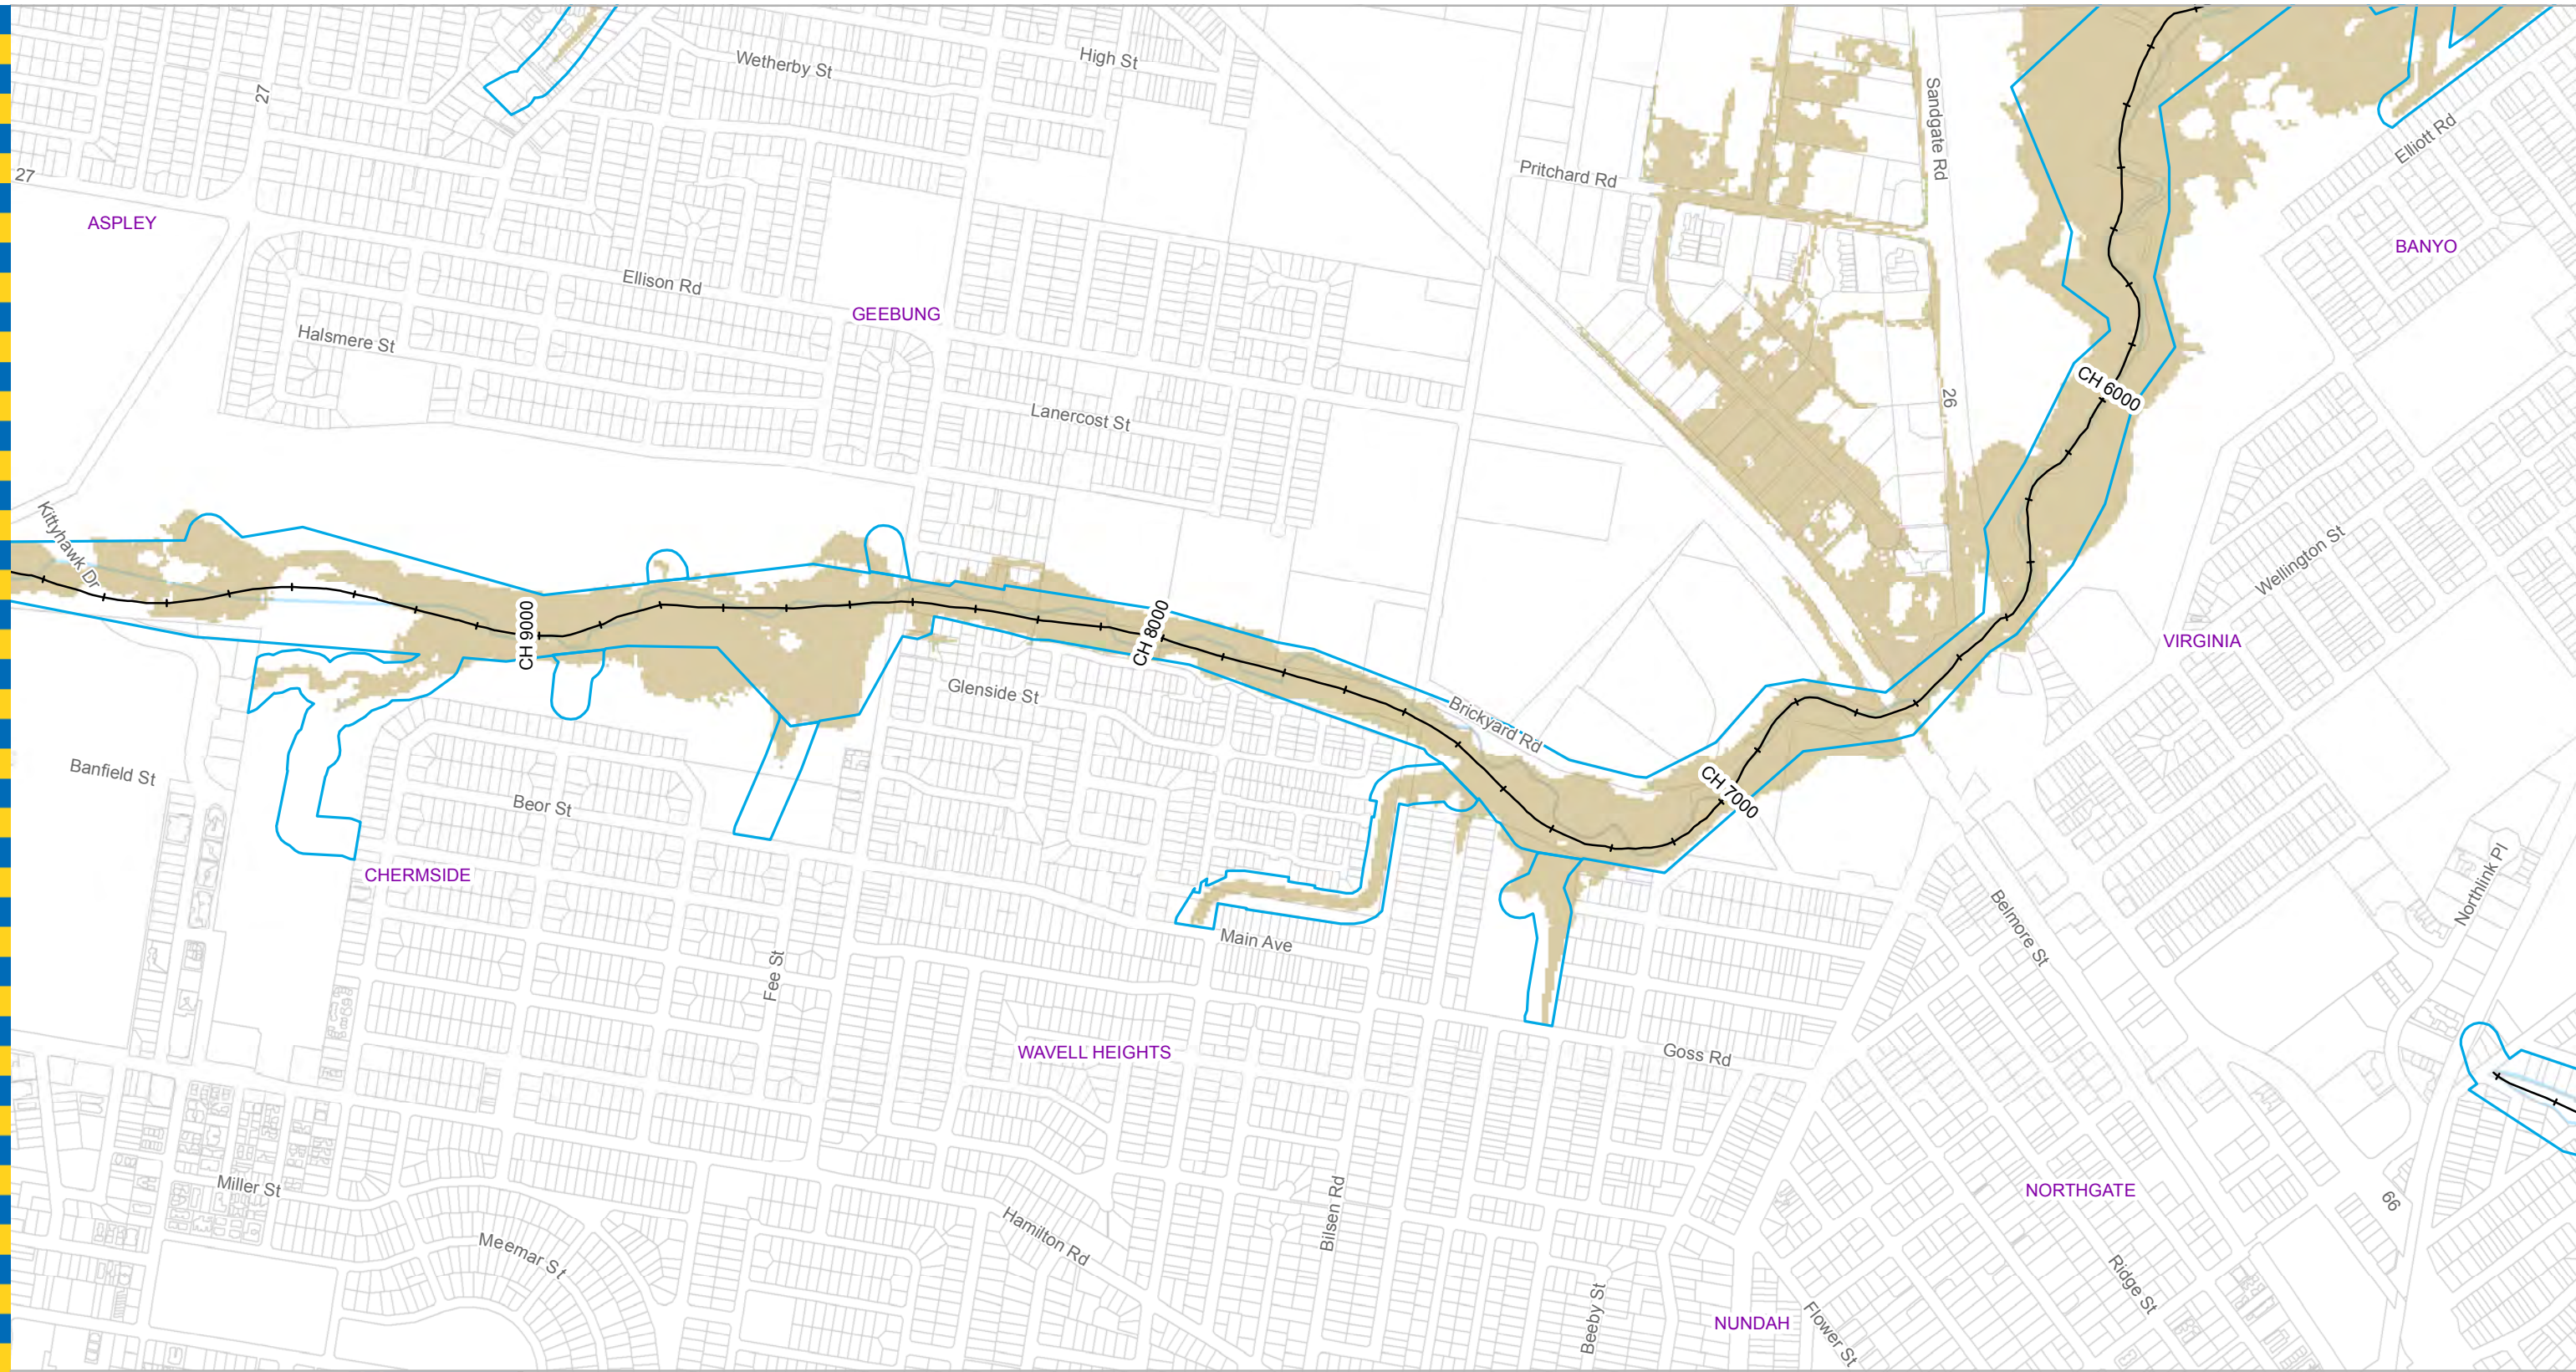 Wetherby St
High St
27
Sandgate Rd
Elliott Rd
27
Pritchard Rd
ASPLEY
BANYO
Ellison Rd
GEEBUNG
Halsmere St
CH 6000
26
Lanercost St
Kittyhawk Dr
Wellington St
CH 9000
CH 8000
VIRGINIA
Glenside St
Brickyard Rd
Banfield St
CH 7000
Beor St
CHERMSIDE
Northlink Pl
Belmore St
Main Ave
Fee St
WAVELL HEIGHTS
Goss Rd
Miller St
NORTHGATE
66
Bilsen Rd
Hamilton Rd
Meemar St
Ridge St
Beeby St
NUNDAH
Flower St